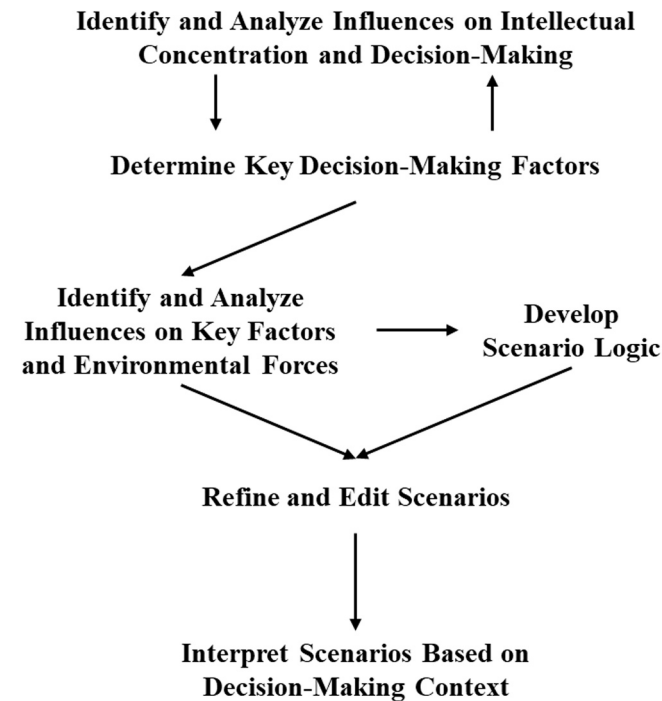 Identify and Analyze Influences on Intellectual
Concentration and Decision-Making
Determine Key Decision-Making Factors
Identify and Analyze
Influences on Key Factors
and Environmental Forces
Develop
Scenario Logic
Refine and Edit Scenarios
Interpret Scenarios Based on
Decision-Making Context